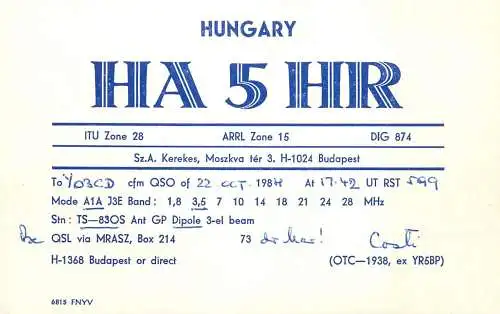 HUNGARY
HA 5 HR
ITU Zone 28 ARRL Zone 15 DIG 874
Sz.A. Kerekes, Moszkva tér 3. H-1024 Budapest
To YO3CD cfm QSO of 22 OCT. 1984 At 17.42 UT RST 599
Mode A1A J3E Band: 1,8 3,5 7 10 14 18 21 24 28 MHz
Stn: TS—830S Ant GP Dipole 3-el beam
QSL via MRASZ, Box 214 73 dr
H-1368 Budapest or direct (OTC—1938, ex YR5BP)
6815 FNYV